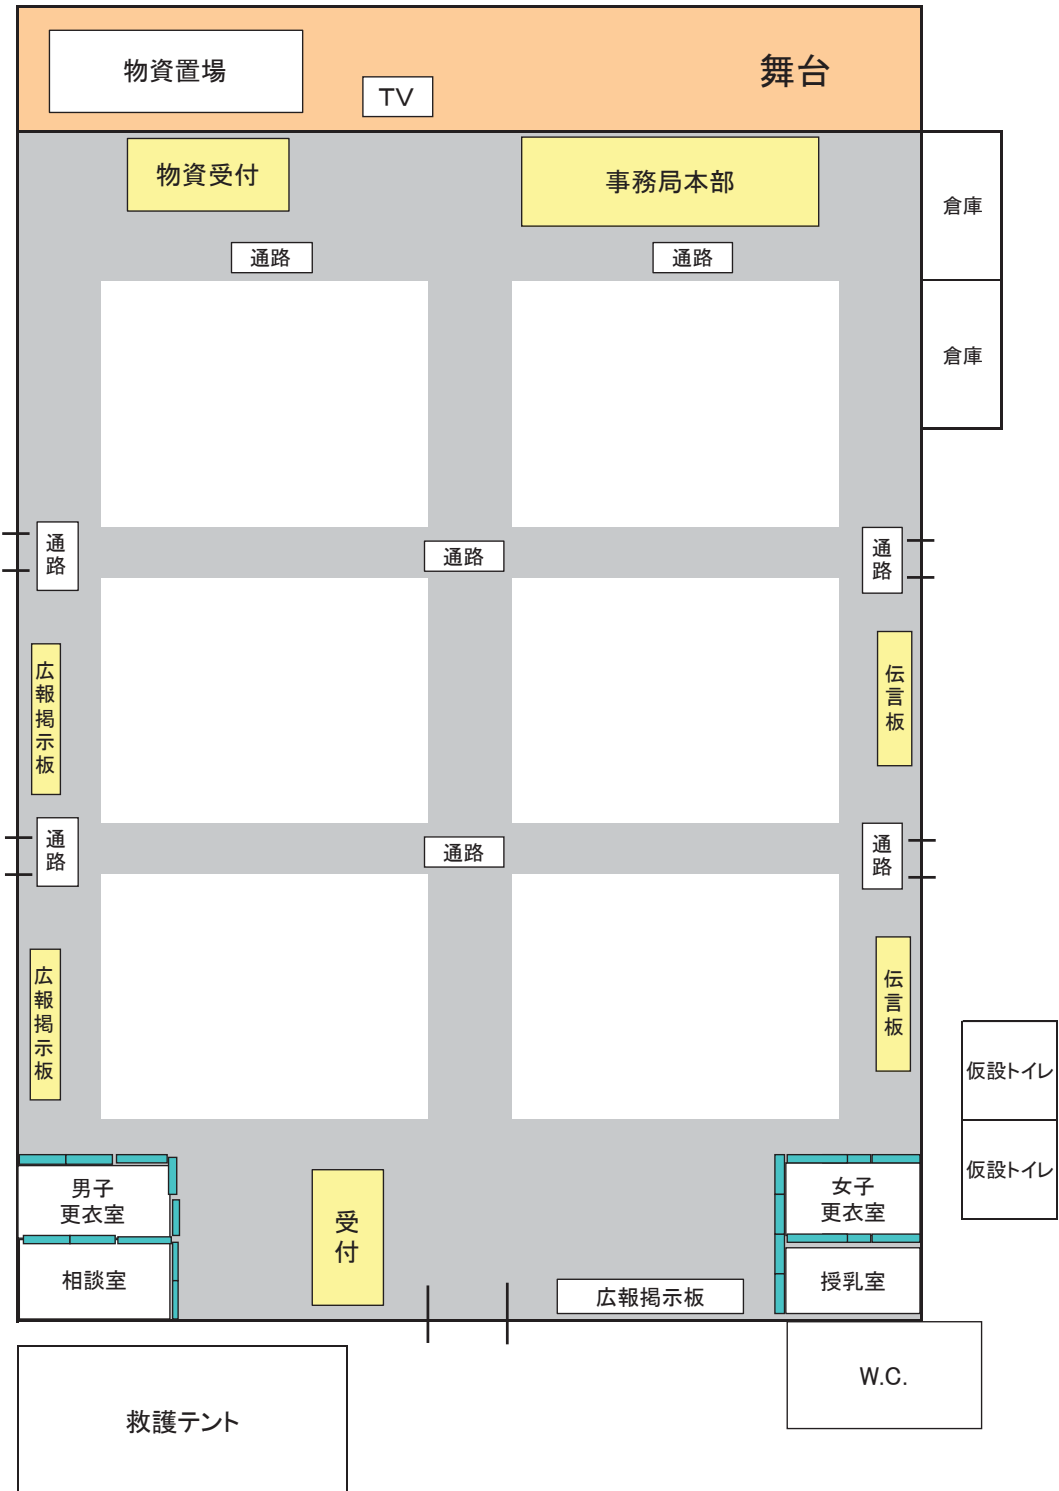 物資置場
TV
舞台
物資受付
事務局本部
倉庫
通路
通路
倉庫
通路
通路
通路
広報掲示板
伝言板
通路
通路
通路
広報掲示板
伝言板
仮設トイレ
仮設トイレ
男子
更衣室
受付
女子
更衣室
相談室
広報掲示板
授乳室
W.C.
救護テント